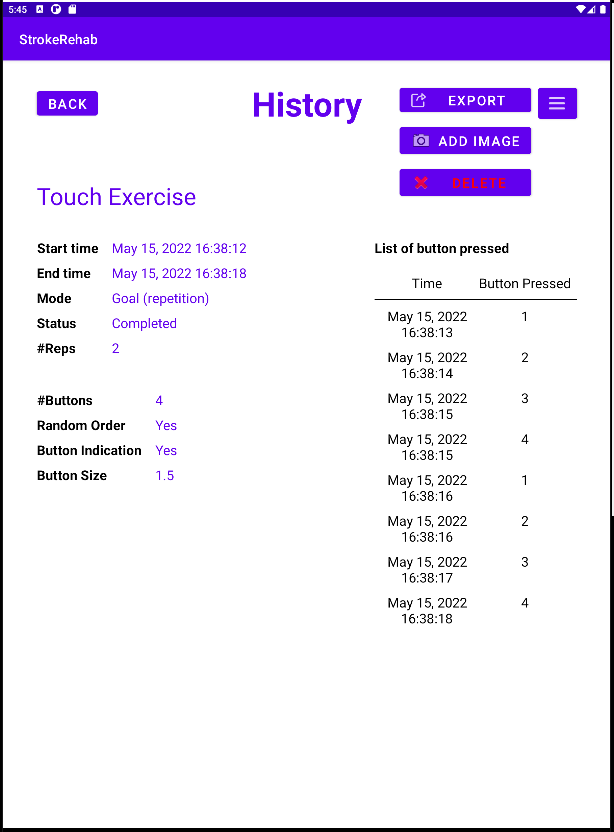 5:45
StrokeRehab
BACK
History
EXPORT
ADD IMAGE
DELETE
Touch Exercise
Start time May 15, 2022 16:38:12
End time May 15, 2022 16:38:18
Mode Goal (repetition)
Status Completed
#Reps 2
#Buttons 4
Random Order Yes
Button Indication Yes
Button Size 1.5
List of button pressed
Time Button Pressed
May 15, 2022 1
16:38:13
May 15, 2022 2
16:38:14
May 15, 2022 3
16:38:15
May 15, 2022 4
16:38:15
May 15, 2022 1
16:38:16
May 15, 2022 2
16:38:16
May 15, 2022 3
16:38:17
May 15, 2022 4
16:38:18